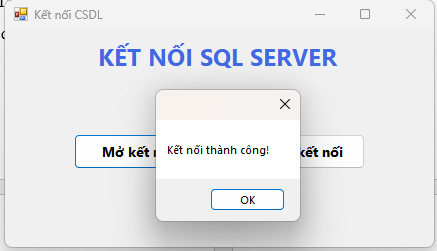 Kết nối CSDL
KẾT NỐI SQL SERVER
Mở kết
kết nối
Kết nối thành công!
OK